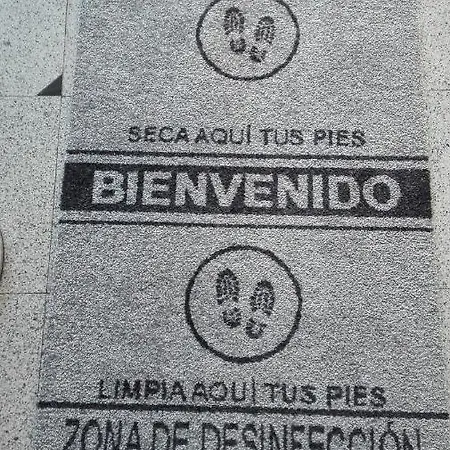 SECA AQUÍ TUS PIES
BIENVENIDO
LIMPIA AQUÍ TUS PIES
ZONA DE DESINFECCIÓN